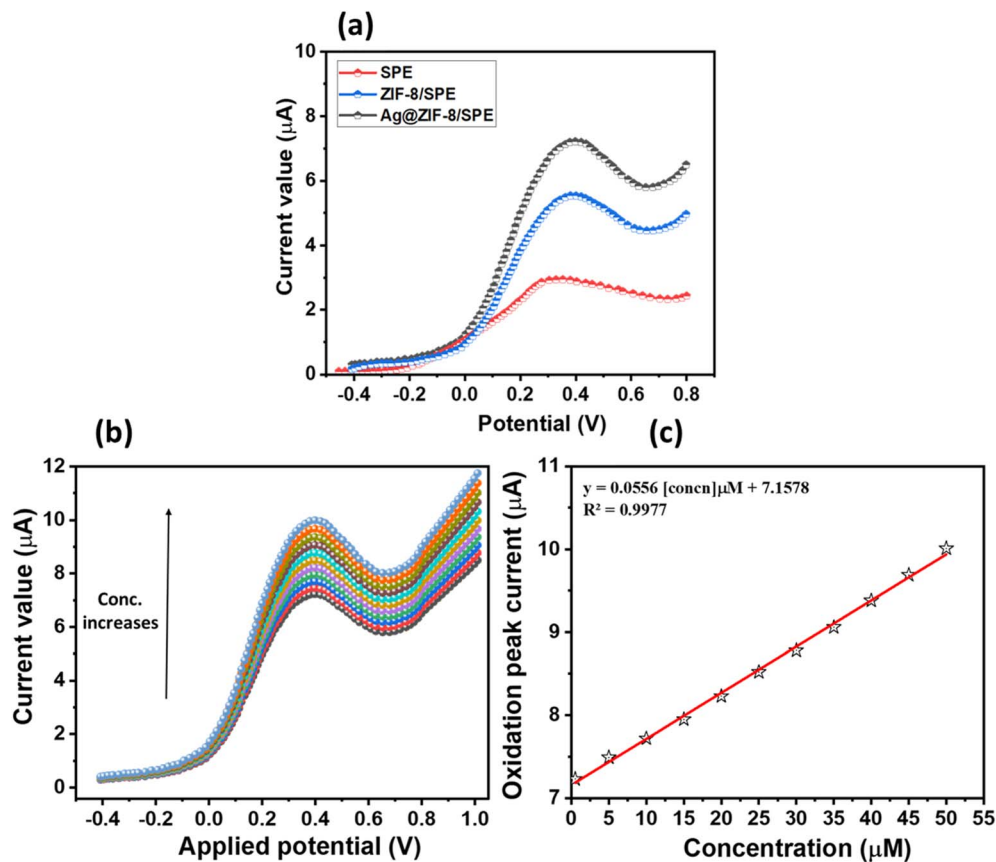 (a)
10
8
6
4
2
0
Current value (μA)
SPE
ZIF-8/SPE
Ag@ZIF-8/SPE
-0.4 -0.2 0.0 0.2 0.4 0.6 0.8
Potential (V)
(b)
12
10
8
6
4
2
0
Current value (μA)
Conc.
increases
-0.4 -0.2 0.0 0.2 0.4 0.6 0.8 1.0
Applied potential (V)
(c)
11
10
9
8
7
Oxidation peak current (μA)
y = 0.0556 [concn]μM + 7.1578
R² = 0.9977
0 5 10 15 20 25 30 35 40 45 50 55
Concentration (μM)